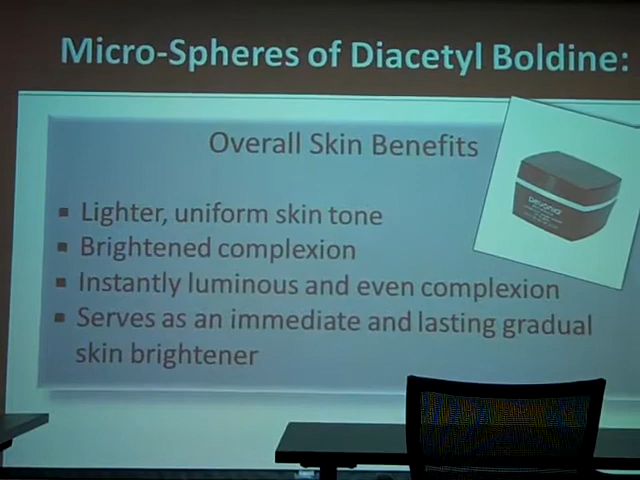 Micro-Spheres of Diacetyl Boldine:
Overall Skin Benefits
Lighter, uniform skin tone
Brightened complexion
Instantly luminous and even complexion
Serves as an immediate and lasting gradual
skin brightener